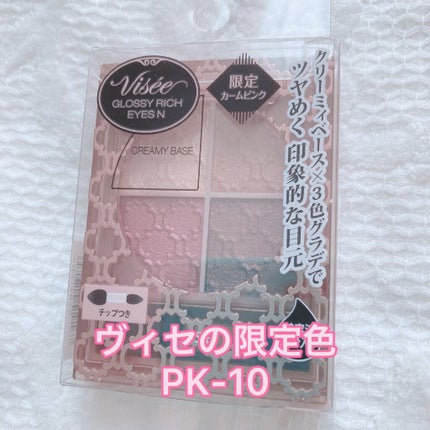 Visée
GLOSSY RICH
EYES N
限定
カームピンク
クリーミィベース×3色グラデで
ツヤめく印象的な目元
CREAMY BASE
チップつき
ヴィセの限定色
PK-10